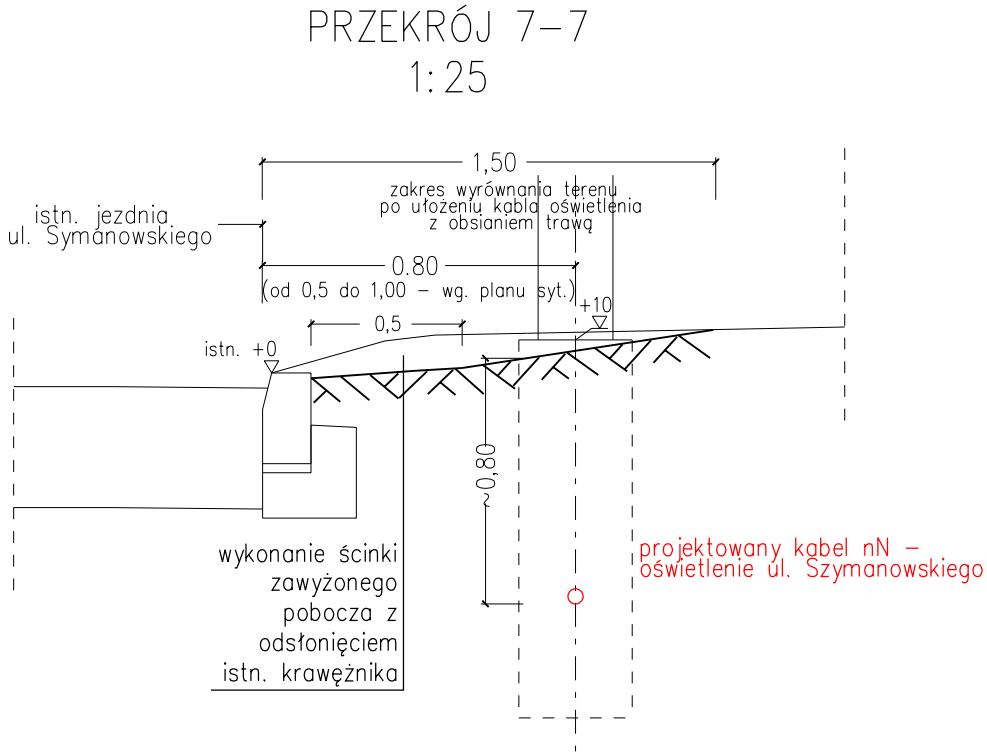 PRZEKRÓJ 7-7
1:25
1,50
zakres wyrównania terenu
po ułożeniu kabla oświetlenia
z obsianiem trawą
istn. jezdnia
ul. Symanowskiego
0.80
(od 0,5 do 1,00 - wg. planu syt.)
+10
0,5
istn. +0
~0,80
wykonanie ścinki
zawyżonego
pobocza z
odsłonięciem
istn. krawężnika
projektowany kabel nN -
oświetlenie ul. Szymanowskiego